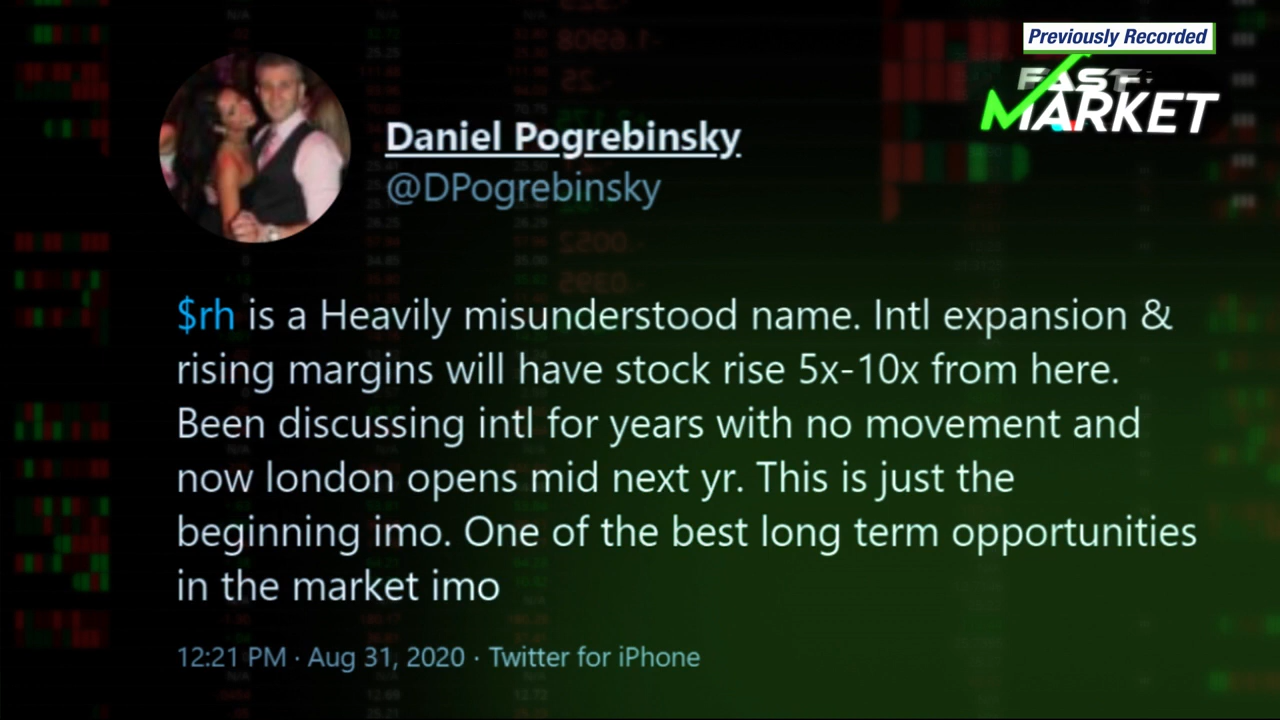 Previously Recorded
FAST
MARKET
Daniel Pogrebinsky
@DPogrebinsky
$rh is a Heavily misunderstood name. Intl expansion &
rising margins will have stock rise 5x-10x from here.
Been discussing intl for years with no movement and
now london opens mid next yr. This is just the
beginning imo. One of the best long term opportunities
in the market imo
12:21 PM · Aug 31, 2020 · Twitter for iPhone